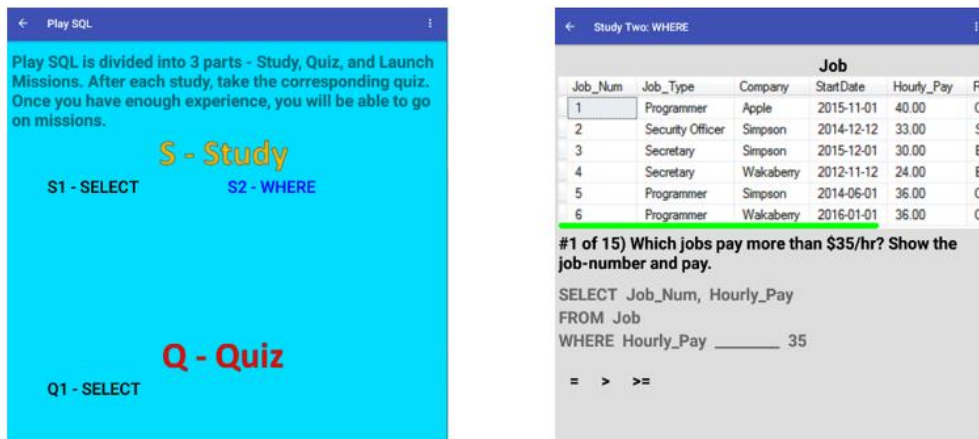 Play SQL
Play SQL is divided into 3 parts - Study, Quiz, and Launch
Missions. After each study, take the corresponding quiz.
Once you have enough experience, you will be able to go
on missions.
S - Study
S1 - SELECT S2 - WHERE
Q - Quiz
Q1 - SELECT
Study Two: WHERE
Job
Job_Num Job_Type Company StartDate Hourly_Pay
1 Programmer Apple 2015-11-01 40.00
2 Security Officer Simpson 2014-12-12 33.00
3 Secretary Simpson 2015-12-01 30.00
4 Secretary Wakaberry 2012-11-12 24.00
5 Programmer Simpson 2014-06-01 36.00
6 Programmer Wakaberry 2016-01-01 36.00
#1 of 15) Which jobs pay more than $35/hr? Show the
job-number and pay.
SELECT Job_Num, Hourly_Pay
FROM Job
WHERE Hourly_Pay ________ 35
= > >=